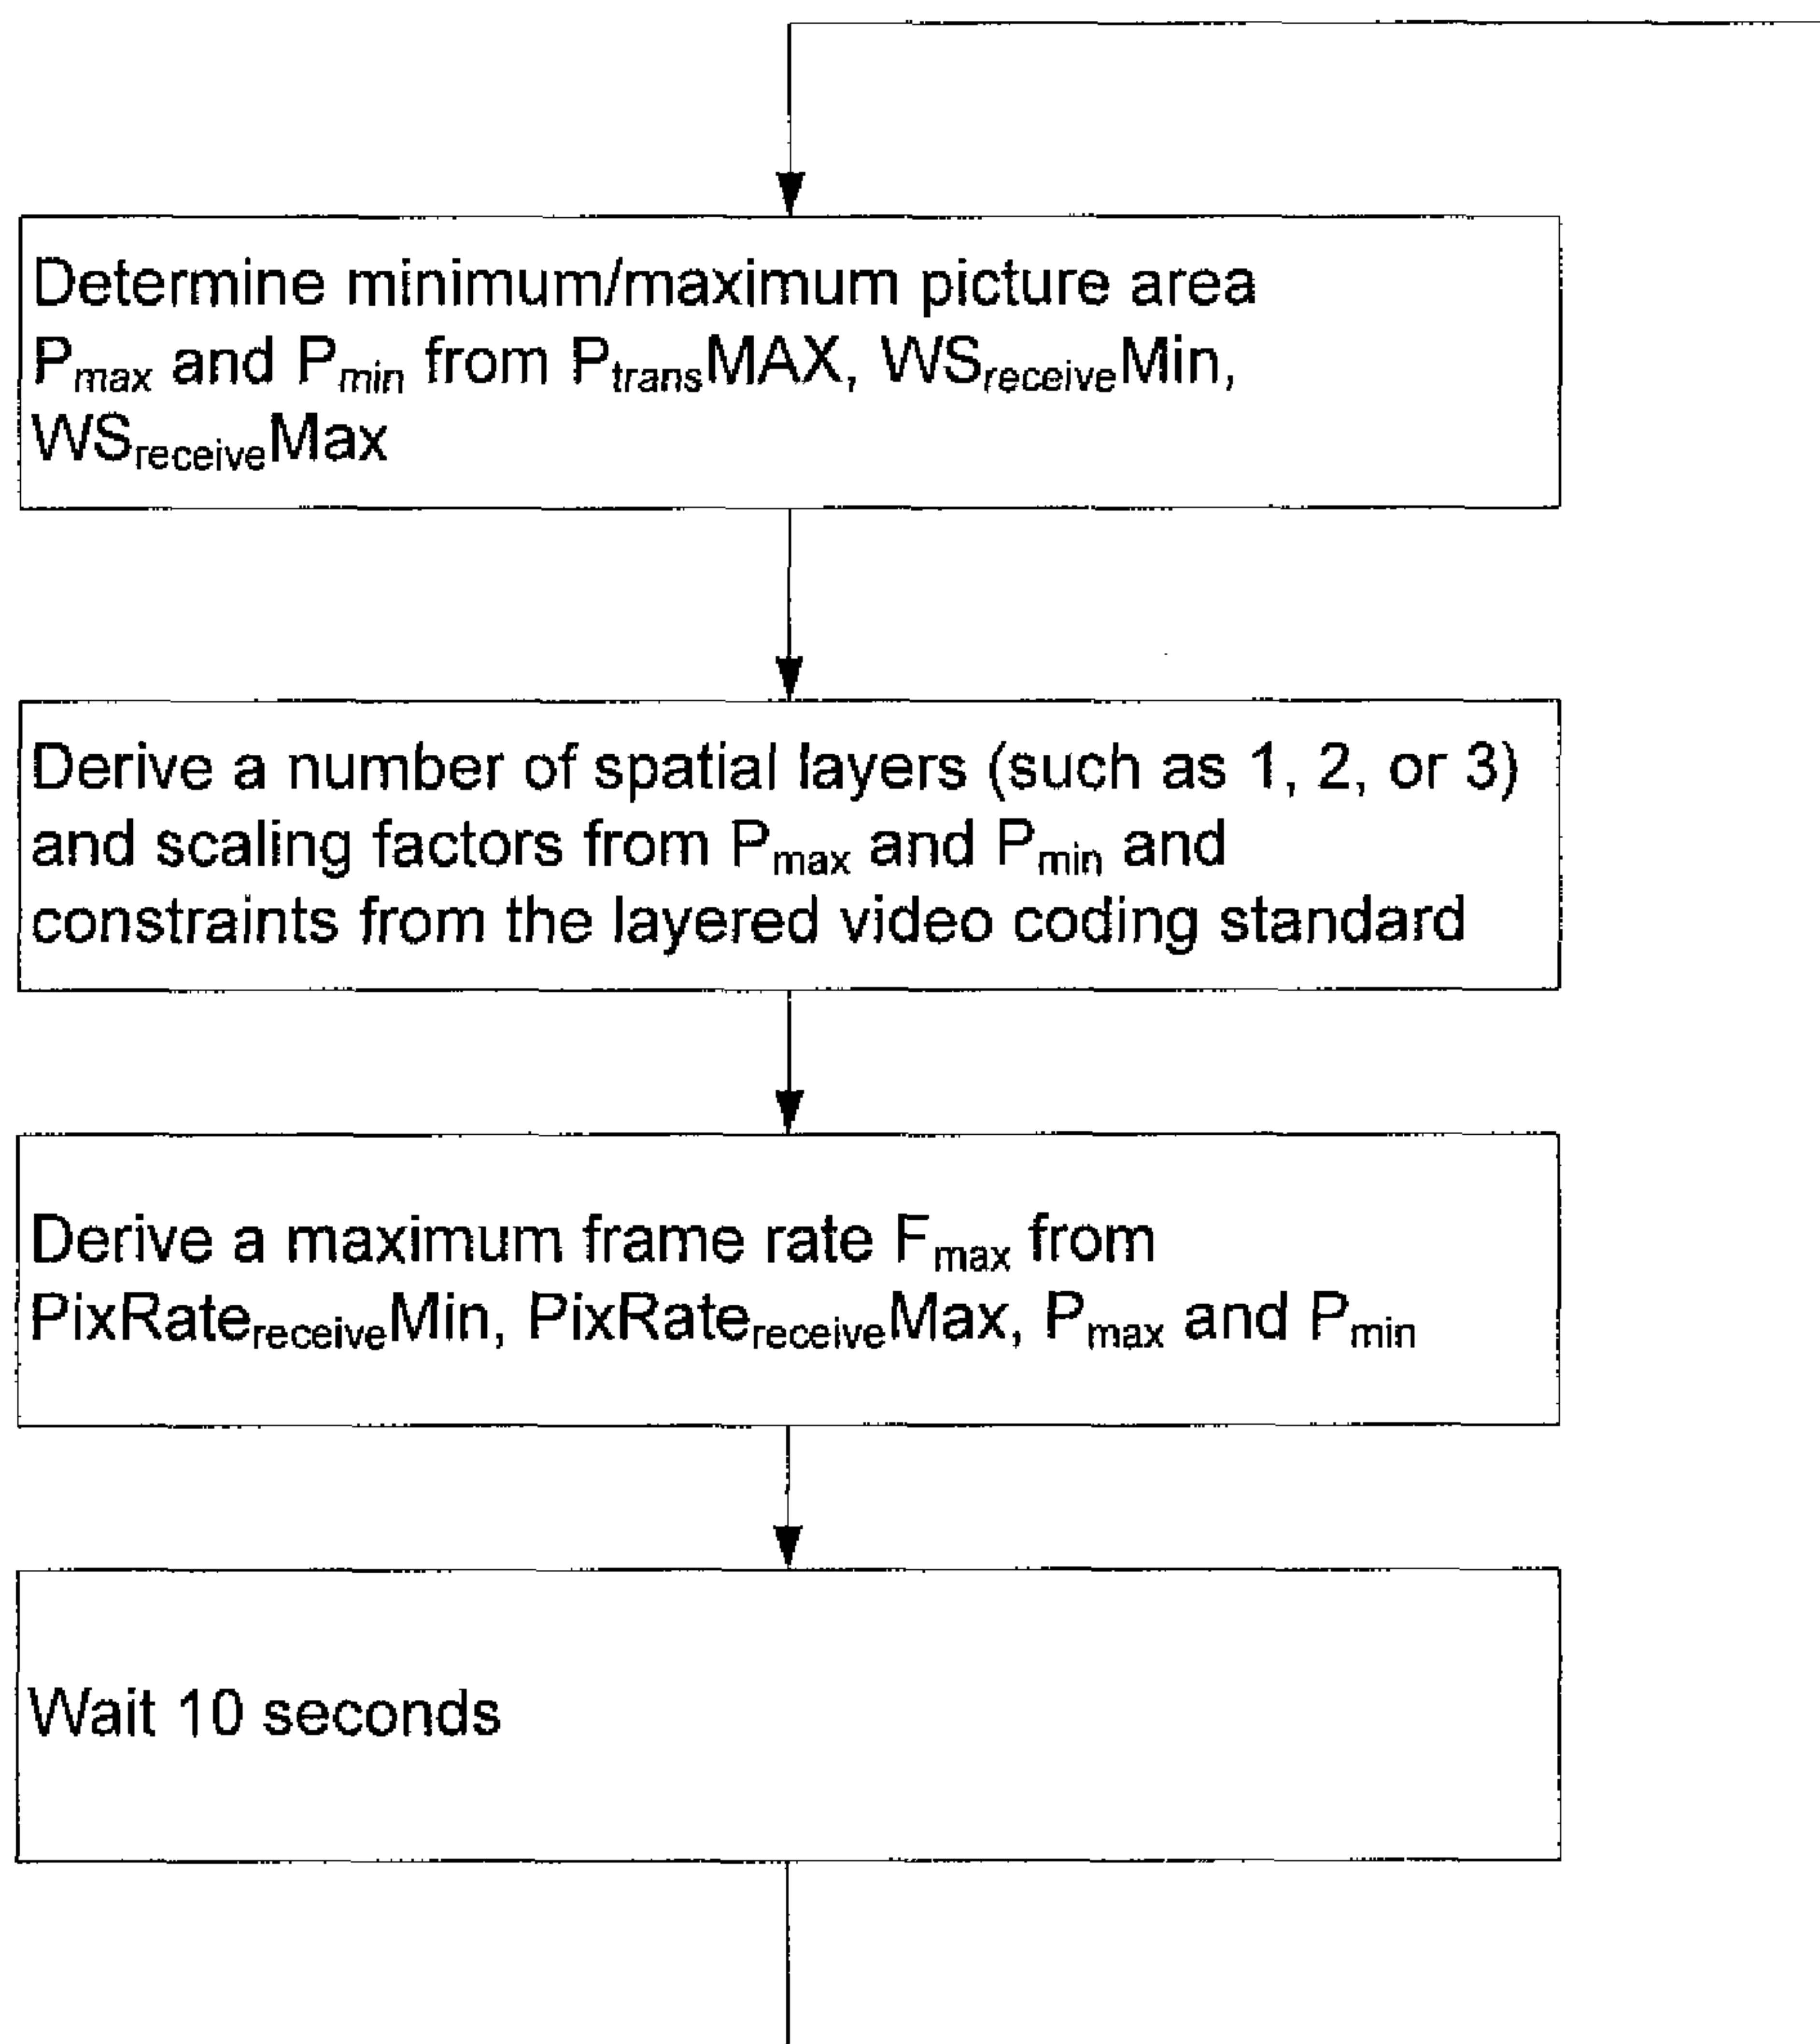 Determine minimum/maximum picture area
Pmax and Pmin from PtransMAX, WSreceiveMin,
WSreceiveMax
Derive a number of spatial layers (such as 1, 2, or 3)
and scaling factors from Pmax and Pmin and
constraints from the layered video coding standard
Derive a maximum frame rate Fmax from
PixRatereceiveMin, PixRatereceiveMax, Pmax and Pmin
Wait 10 seconds